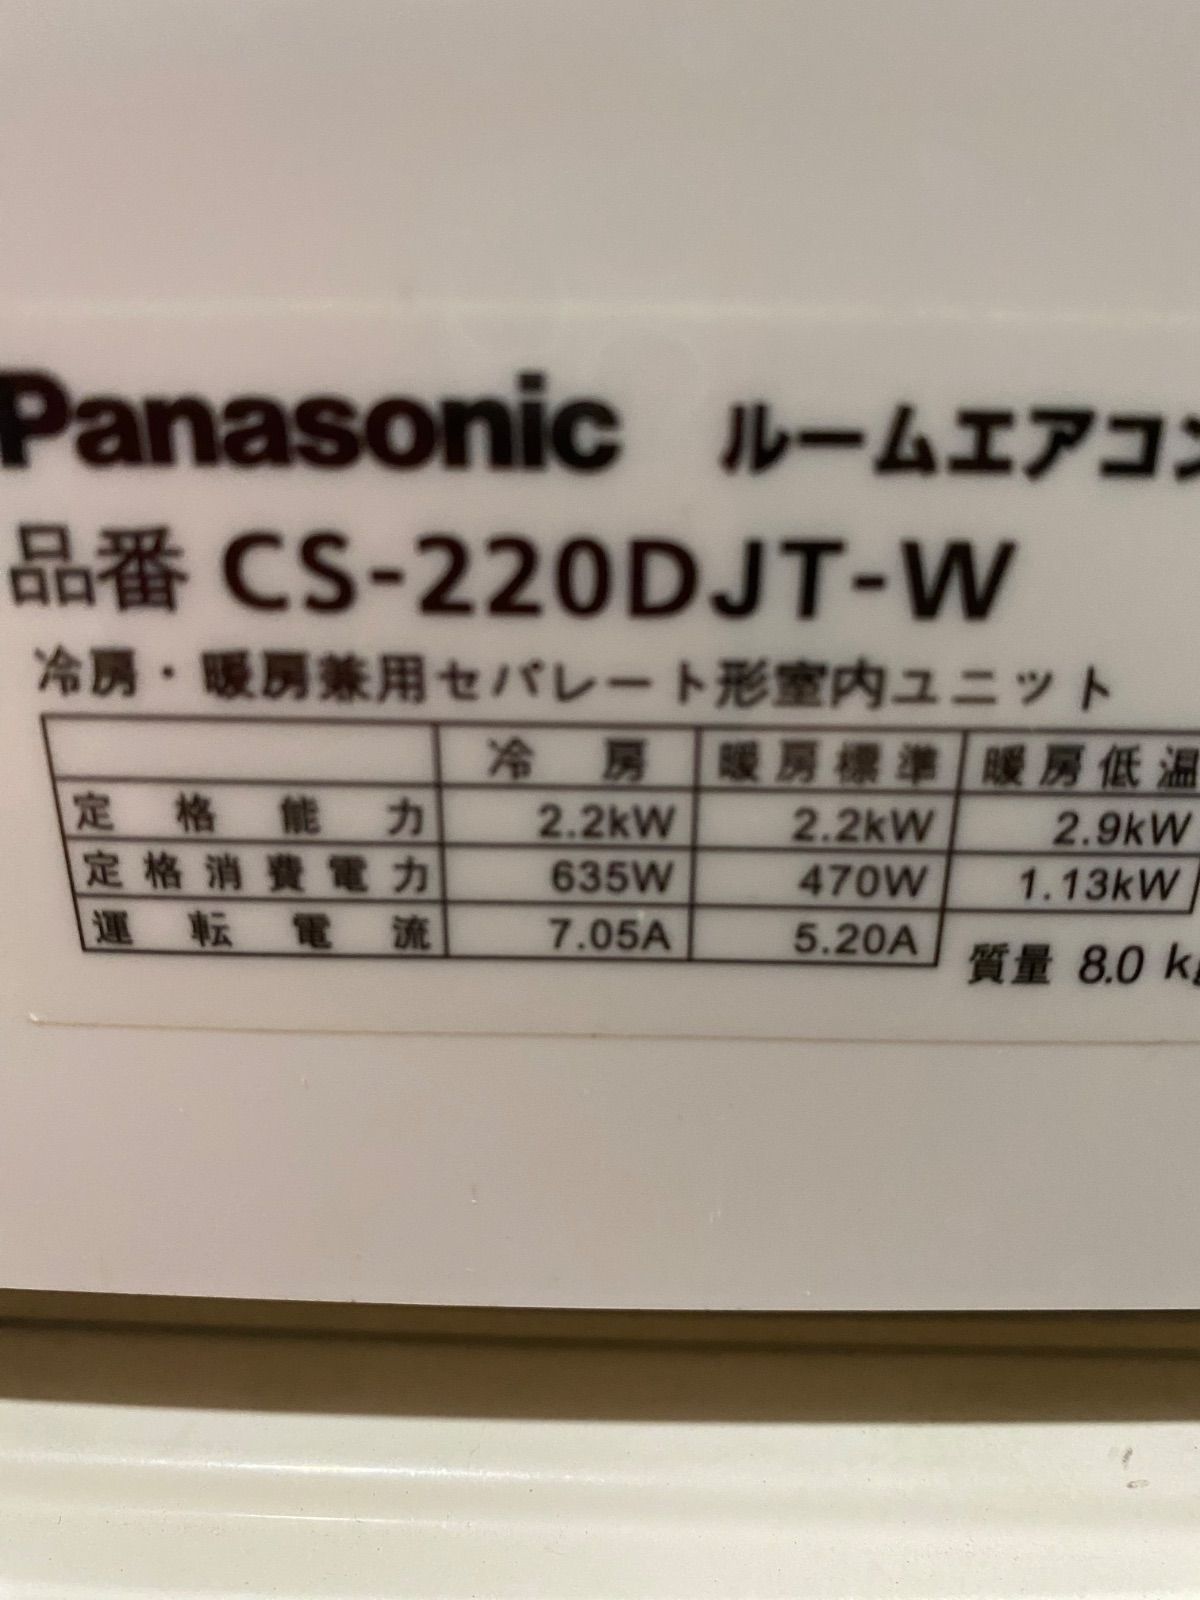 Panasonic ルームエアコン
品番 CS-220DJT-W
冷房・暖房兼用セパレート形室内ユニット
冷房 暖房標準 暖房低温
定格能力 2.2kW 2.2kW 2.9kW
定格消費電力 635W 470W 1.13kW
運転電流 7.05A 5.20A
質量 8.0 kg